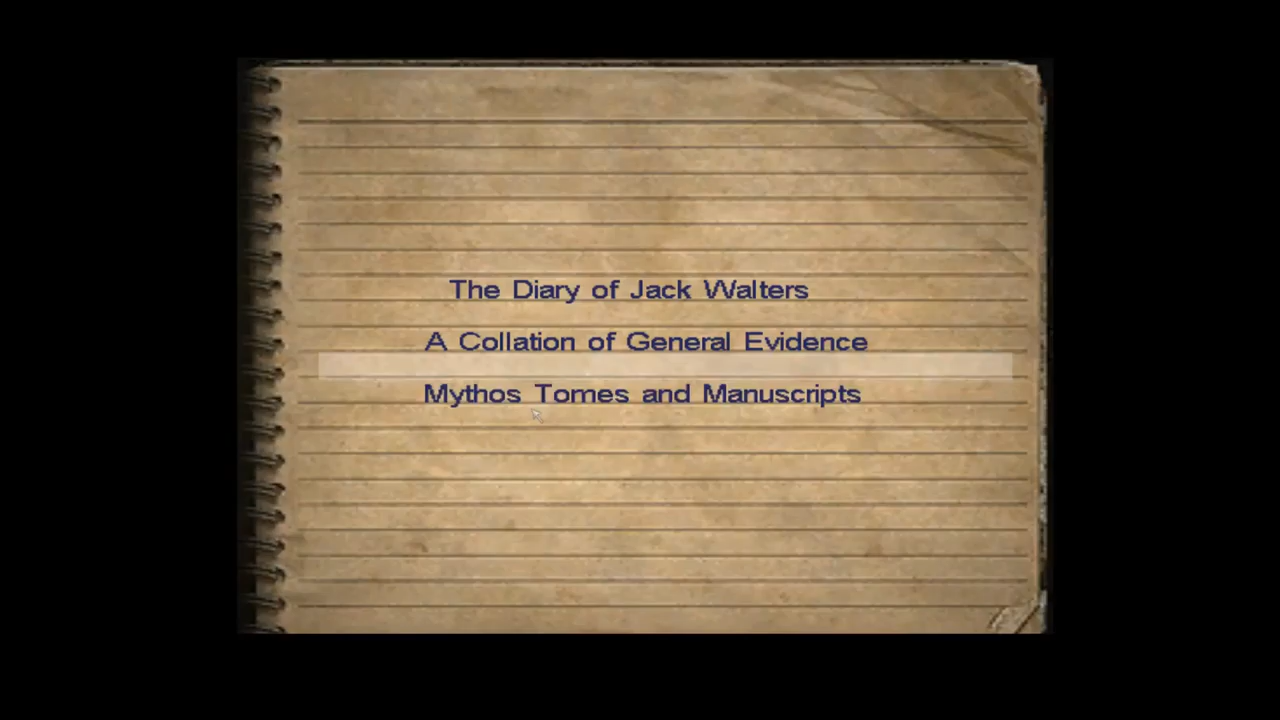 The Diary of Jack Walters
A Collation of General Evidence
Mythos Tomes and Manuscripts